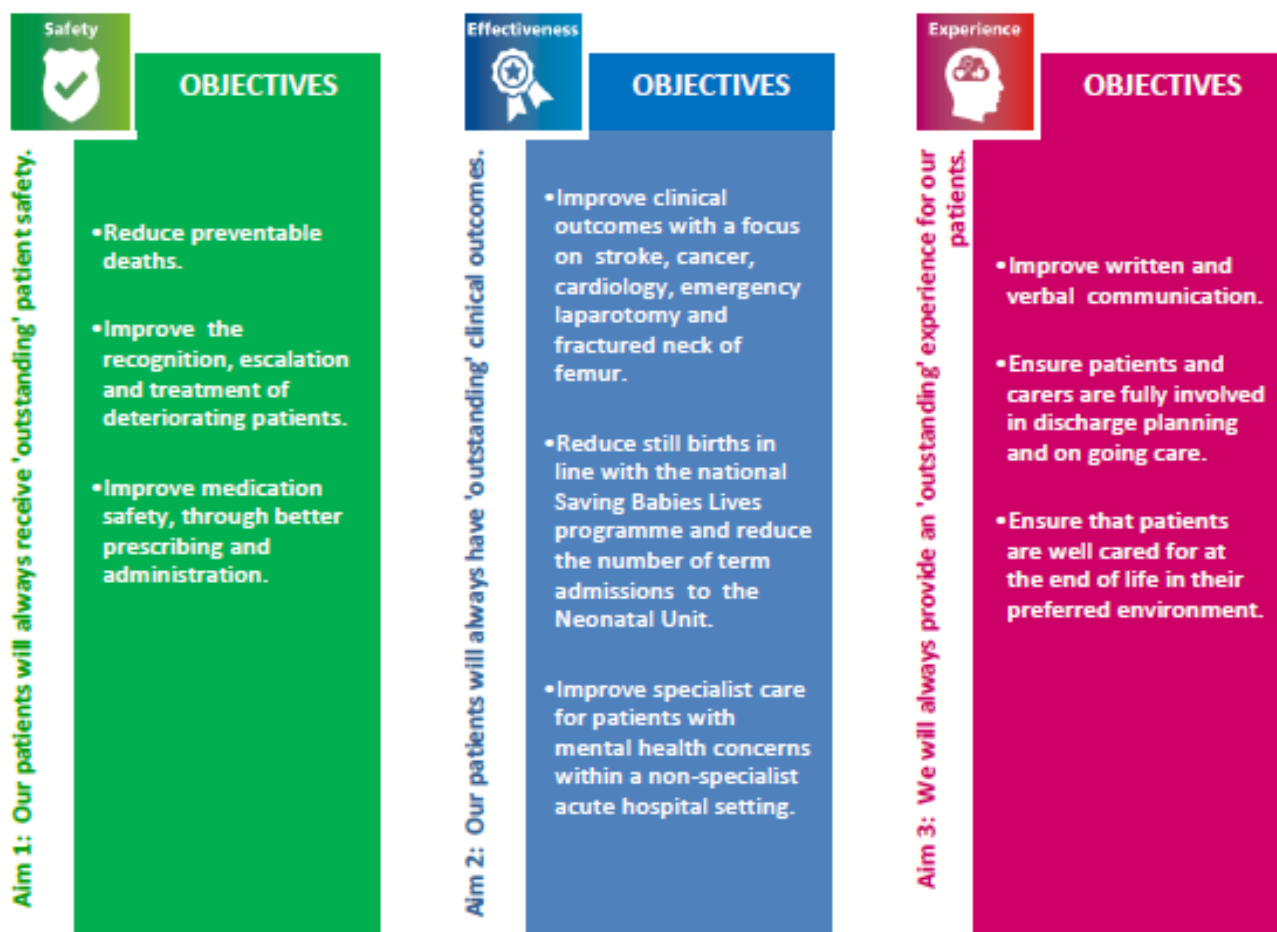 Safety
OBJECTIVES
Aim 1: Our patients will always receive 'outstanding' patient safety.
•Reduce preventable
deaths.
•Improve the
recognition, escalation
and treatment of
deteriorating patients.
•Improve medication
safety, through better
prescribing and
administration.
Effectiveness
OBJECTIVES
Aim 2: Our patients will always have 'outstanding' clinical outcomes.
•Improve clinical
outcomes with a focus
on stroke, cancer,
cardiology, emergency
laparotomy and
fractured neck of
femur.
•Reduce still births in
line with the national
Saving Babies Lives
programme and reduce
the number of term
admissions to the
Neonatal Unit.
•Improve specialist care
for patients with
mental health concerns
within a non-specialist
acute hospital setting.
Experience
OBJECTIVES
Aim 3: We will always provide an 'outstanding' experience for our
patients.
•Improve written and
verbal communication.
•Ensure patients and
carers are fully involved
in discharge planning
and on going care.
•Ensure that patients
are well cared for at
the end of life in their
preferred environment.